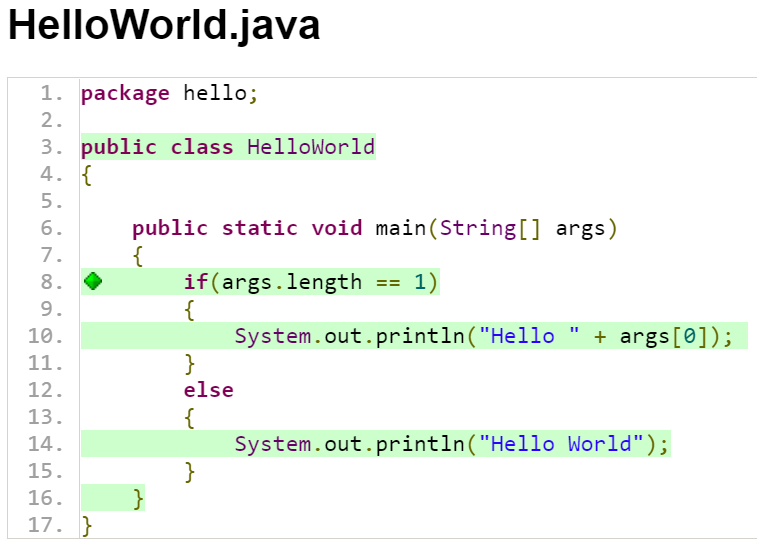 HelloWorld.java
1. package hello;
2.
3. public class HelloWorld
4. {
5.
6.     public static void main(String[] args)
7.     {
8.         if(args.length == 1)
9.         {
10.             System.out.println("Hello " + args[0]);
11.         }
12.         else
13.         {
14.             System.out.println("Hello World");
15.         }
16.     }
17. }